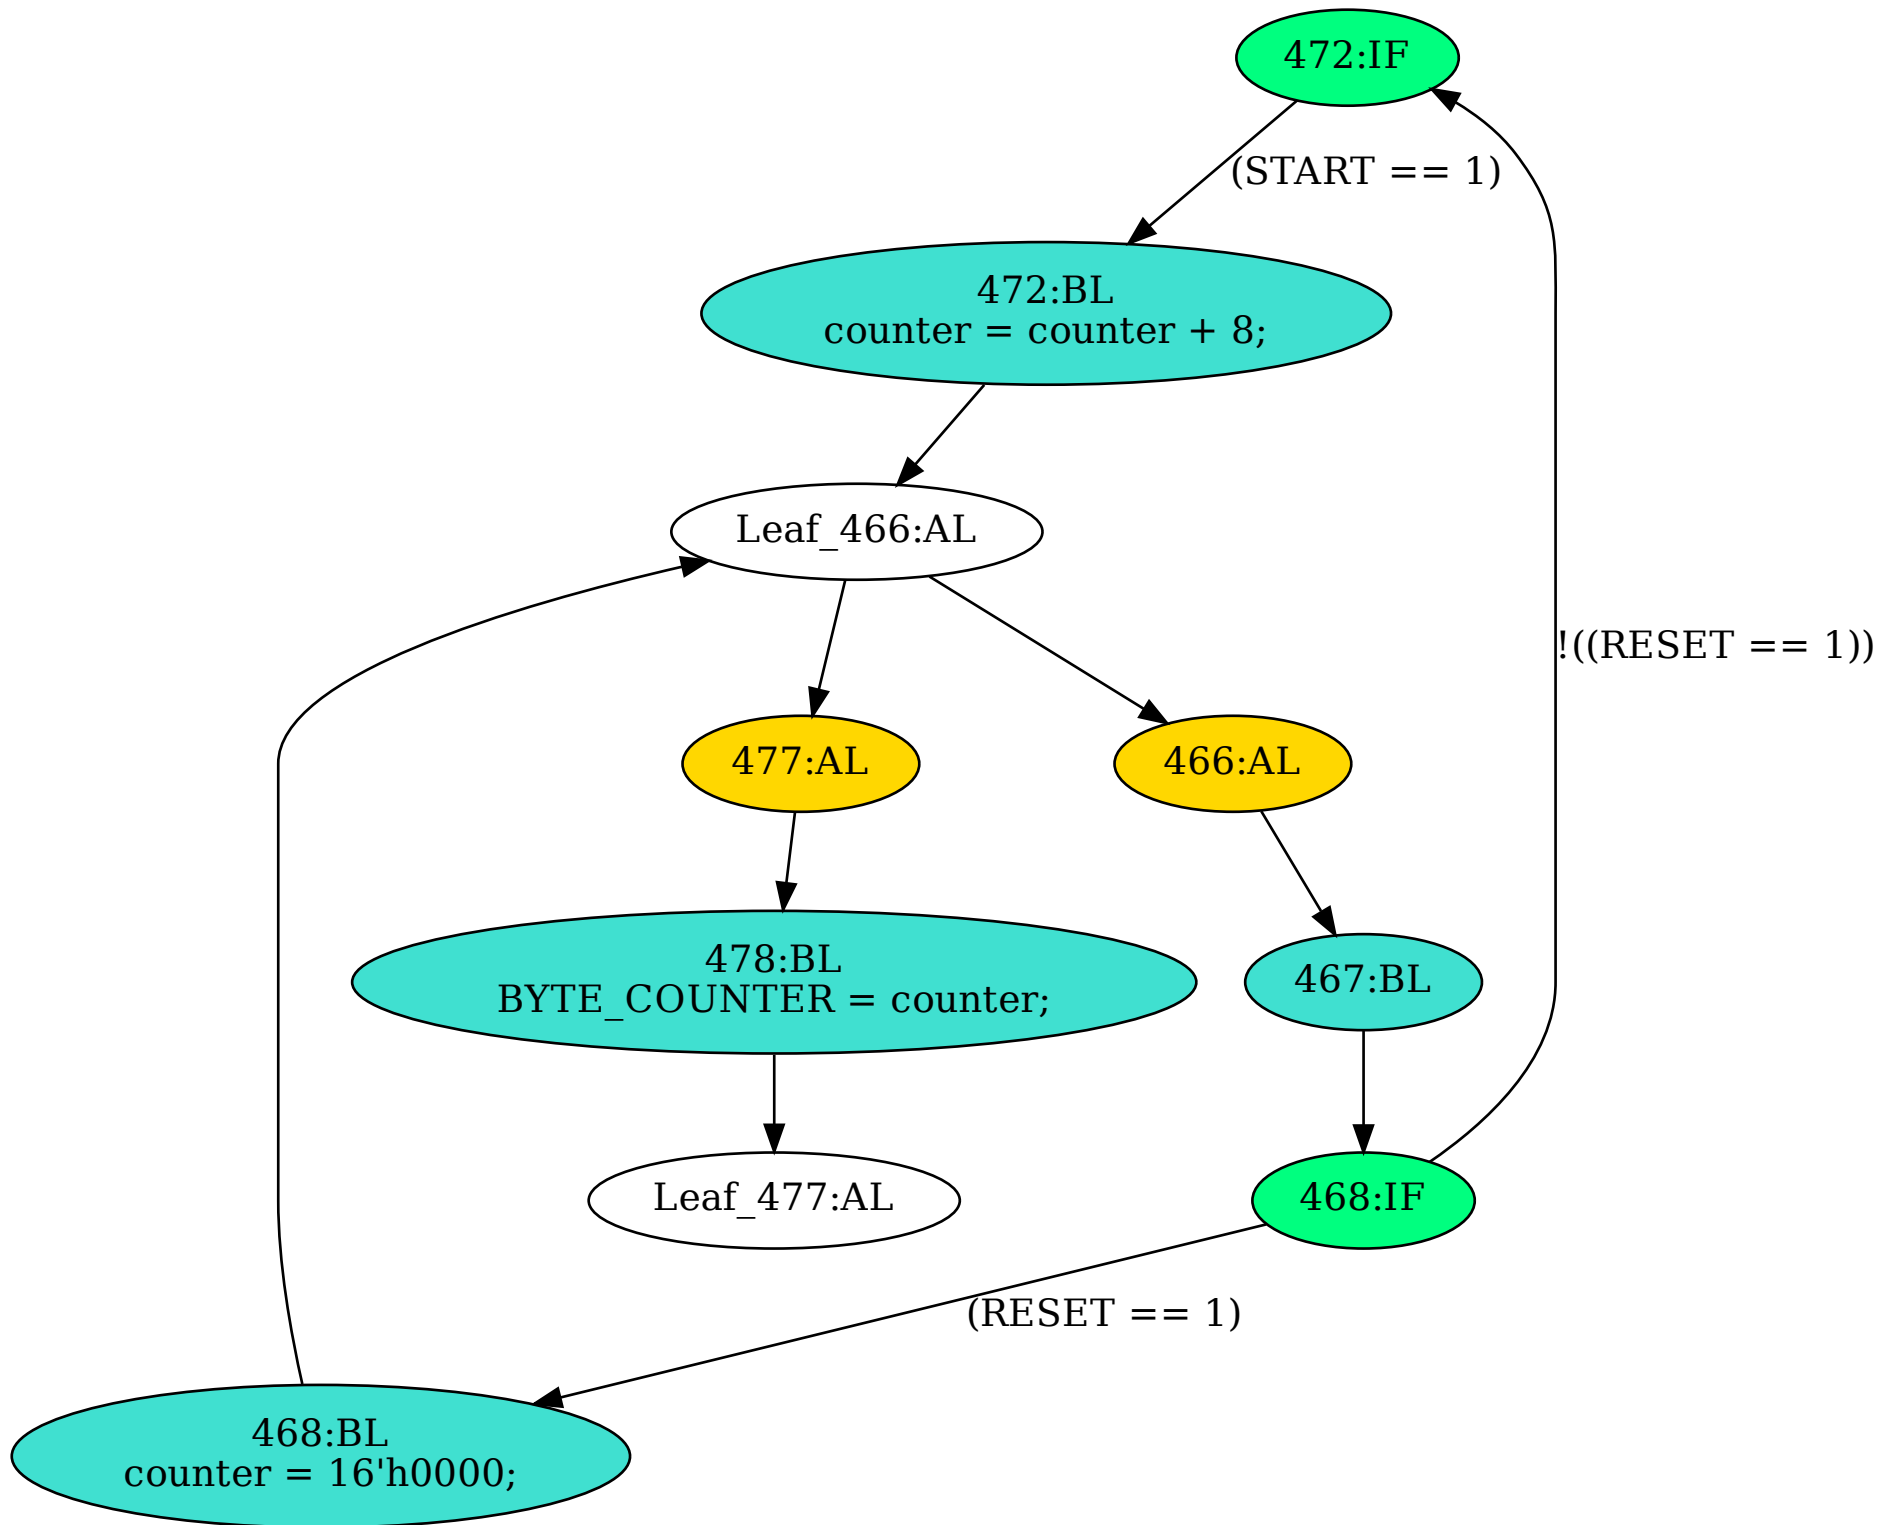 472:IF
(START == 1)
472:BL
counter = counter + 8;
Leaf_466:AL
!((RESET == 1))
477:AL
466:AL
478:BL
BYTE_COUNTER = counter;
467:BL
Leaf_477:AL
468:IF
(RESET == 1)
468:BL
counter = 16'h0000;